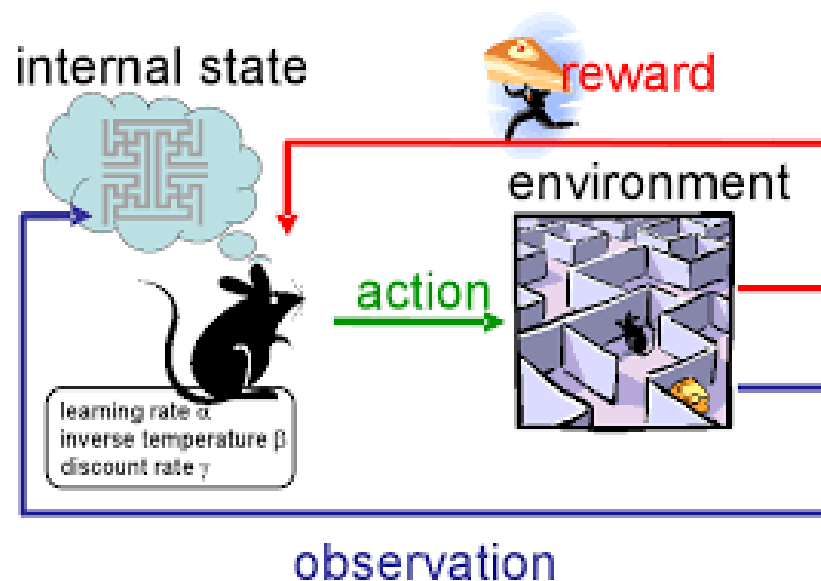 internal state
reward
environment
action
learning rate α
inverse temperature β
discount rate γ
observation